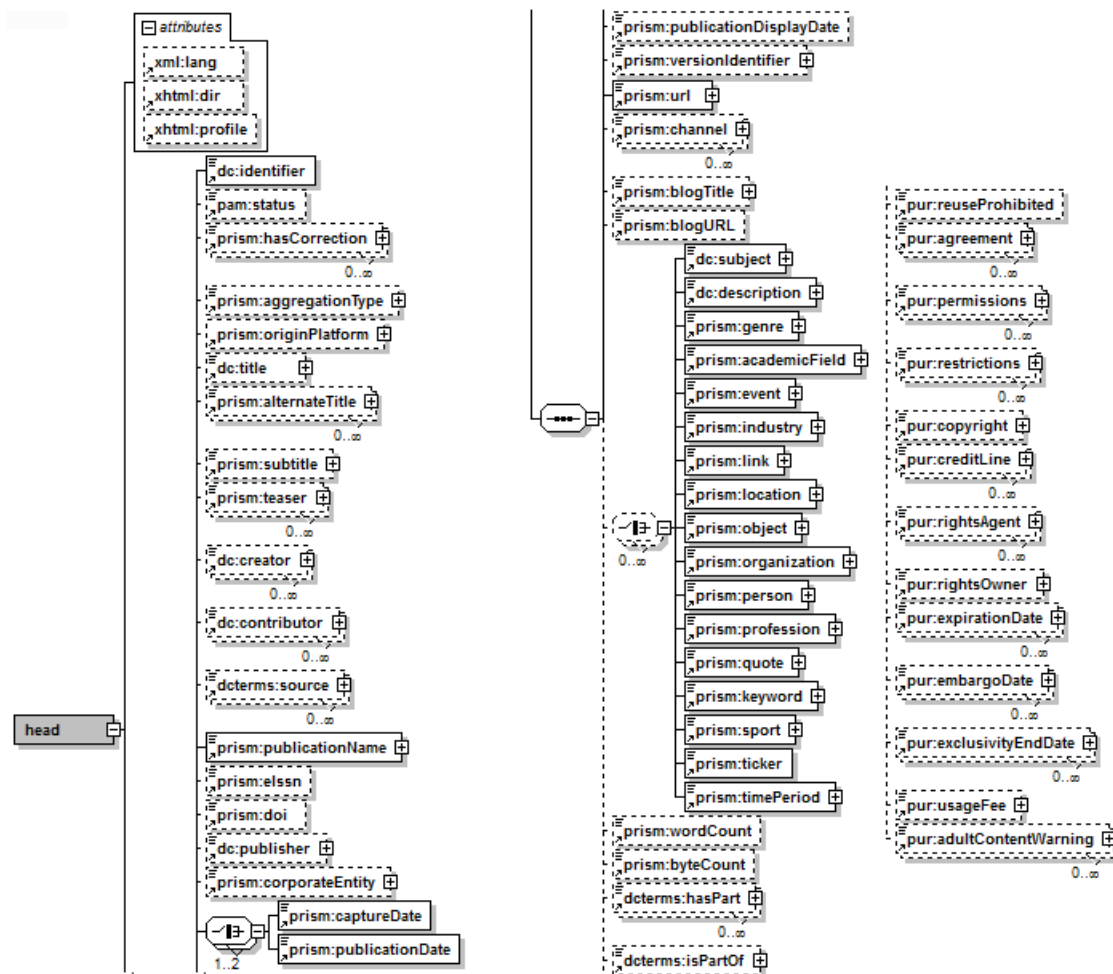 attributes
xml:lang
xhtml:dir
xhtml:profile
head
dc:identifier
pam:status
prism:hasCorrection
0..∞
prism:aggregationType
prism:originPlatform
dc:title
prism:alternateTitle
0..∞
prism:subtitle
prism:teaser
0..∞
dc:creator
0..∞
dc:contributor
0..∞
dcterms:source
0..∞
prism:publicationName
prism:eIssn
prism:doi
dc:publisher
prism:corporateEntity
1..2
prism:captureDate
prism:publicationDate
prism:publicationDisplayDate
prism:versionIdentifier
prism:url
prism:channel
0..∞
prism:blogTitle
prism:blogURL
0..∞
dc:subject
dc:description
prism:genre
prism:academicField
prism:event
prism:industry
prism:link
prism:location
prism:object
prism:organization
prism:person
prism:profession
prism:quote
prism:keyword
prism:sport
prism:ticker
prism:timePeriod
prism:wordCount
prism:byteCount
dcterms:hasPart
0..∞
dcterms:isPartOf
pur:reuseProhibited
pur:agreement
0..∞
pur:permissions
0..∞
pur:restrictions
0..∞
pur:copyright
pur:creditLine
0..∞
pur:rightsAgent
0..∞
pur:rightsOwner
pur:expirationDate
0..∞
pur:embargoDate
0..∞
pur:exclusivityEndDate
0..∞
pur:usageFee
pur:adultContentWarning
0..∞